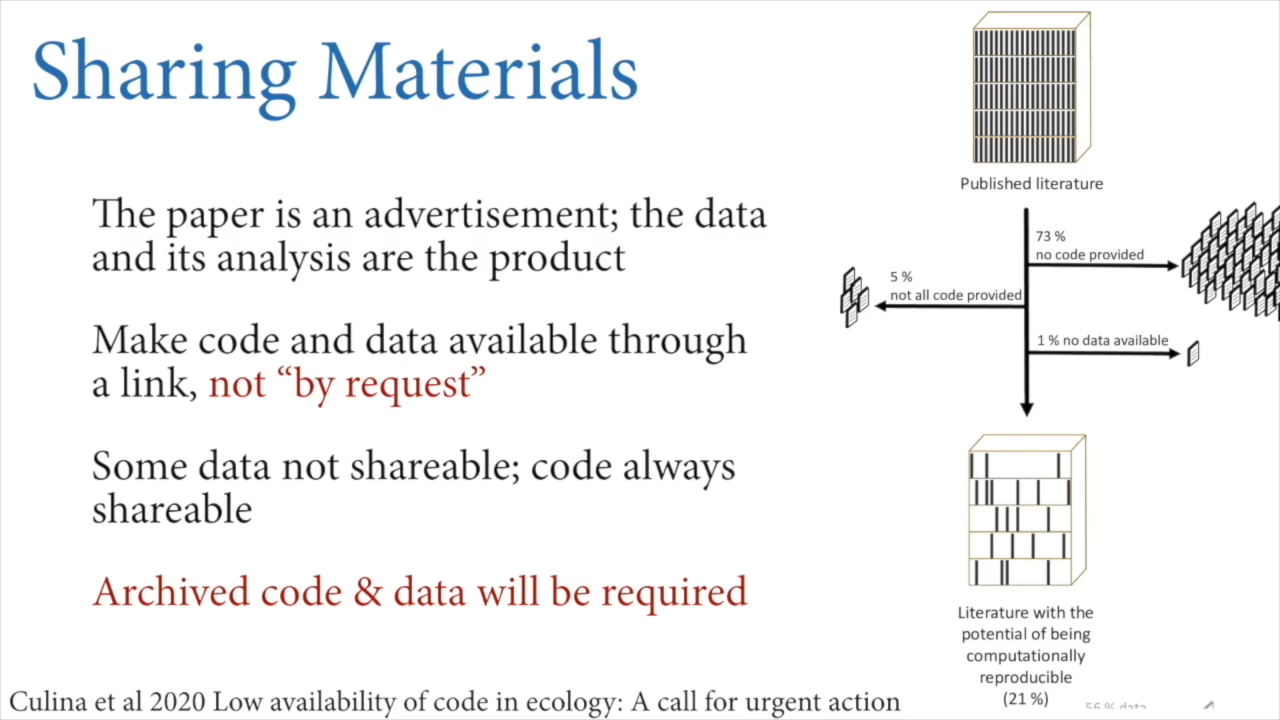 Sharing Materials
The paper is an advertisement; the data
and its analysis are the product
Make code and data available through
a link, not “by request”
Some data not shareable; code always
shareable
Archived code & data will be required
Culina et al 2020 Low availability of code in ecology: A call for urgent action
Published literature
73 %
no code provided
5 %
not all code provided
1 % no data available
Literature with the
potential of being
computationally
reproducible
(21 %)